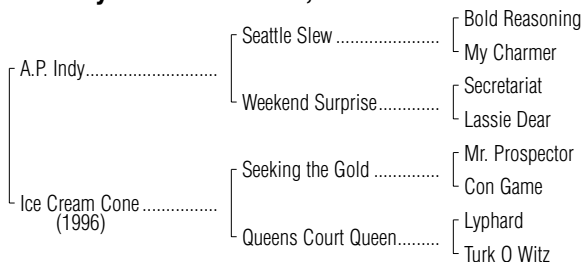 Seattle Slew
Bold Reasoning
My Charmer
A.P. Indy
Weekend Surprise
Secretariat
Lassie Dear
Seeking the Gold
Mr. Prospector
Con Game
Ice Cream Cone
(1996)
Queens Court Queen
Lyphard
Turk O Witz